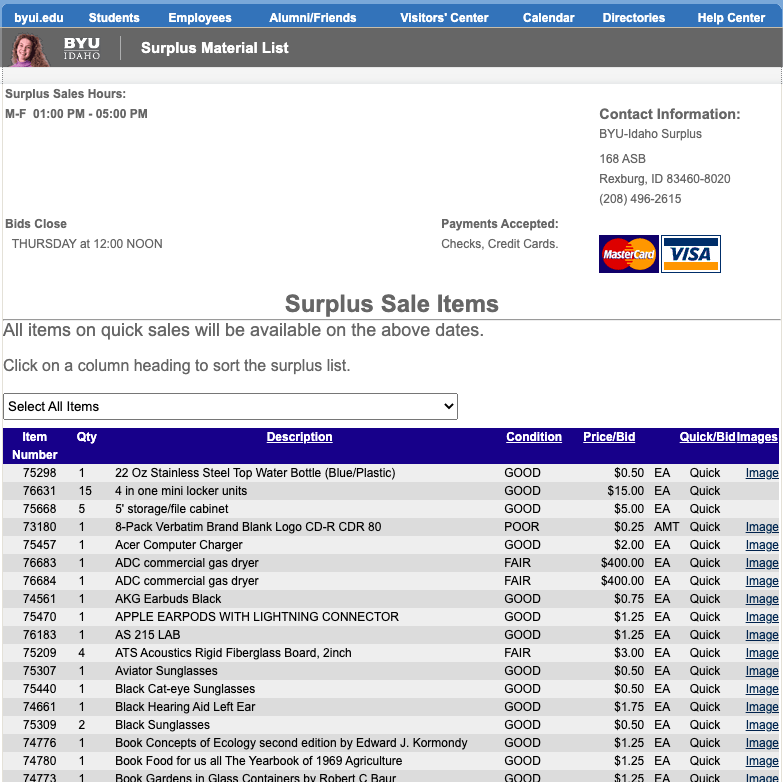 byui.edu Students Employees Alumni/Friends Visitors' Center Calendar Directories Help Center
BYU IDAHO Surplus Material List
Surplus Sales Hours:
M-F 01:00 PM - 05:00 PM
Contact Information:
BYU-Idaho Surplus
168 ASB
Rexburg, ID 83460-8020
(208) 496-2615
Bids Close
THURSDAY at 12:00 NOON
Payments Accepted:
Checks, Credit Cards.
MasterCard VISA
Surplus Sale Items
All items on quick sales will be available on the above dates.
Click on a column heading to sort the surplus list.
Select All Items
Item Number Qty Description Condition Price/Bid Quick/Bid Images
75298 1 22 Oz Stainless Steel Top Water Bottle (Blue/Plastic) GOOD $0.50 EA Quick Image
76631 15 4 in one mini locker units GOOD $15.00 EA Quick
75668 5 5' storage/file cabinet GOOD $5.00 EA Quick
73180 1 8-Pack Verbatim Brand Blank Logo CD-R CDR 80 POOR $0.25 AMT Quick Image
75457 1 Acer Computer Charger GOOD $2.00 EA Quick Image
76683 1 ADC commercial gas dryer FAIR $400.00 EA Quick Image
76684 1 ADC commercial gas dryer FAIR $400.00 EA Quick Image
74561 1 AKG Earbuds Black GOOD $0.75 EA Quick Image
75470 1 APPLE EARPODS WITH LIGHTNING CONNECTOR GOOD $1.25 EA Quick Image
76183 1 AS 215 LAB GOOD $1.25 EA Quick Image
75209 4 ATS Acoustics Rigid Fiberglass Board, 2inch FAIR $3.00 EA Quick Image
75307 1 Aviator Sunglasses GOOD $0.50 EA Quick Image
75440 1 Black Cat-eye Sunglasses GOOD $0.50 EA Quick Image
74661 1 Black Hearing Aid Left Ear GOOD $1.75 EA Quick Image
75309 2 Black Sunglasses GOOD $0.50 EA Quick Image
74776 1 Book Concepts of Ecology second edition by Edward J. Kormondy GOOD $1.25 EA Quick Image
74780 1 Book Food for us all The Yearbook of 1969 Agriculture GOOD $1.25 EA Quick Image
74773 1 Book Gardens in Glass Containers by Robert C Baur GOOD $1.25 EA Quick Image